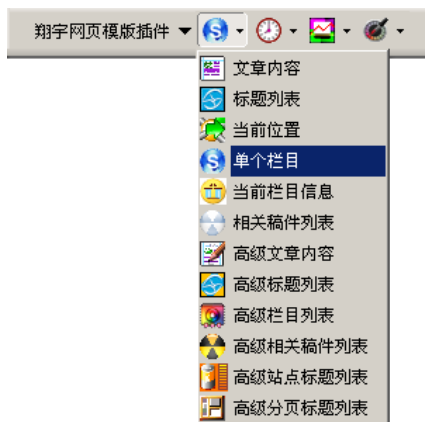 翔宇网页模版插件
文章内容
标题列表
当前位置
单个栏目
当前栏目信息
相关稿件列表
高级文章内容
高级标题列表
高级栏目列表
高级相关稿件列表
高级站点标题列表
高级分页标题列表